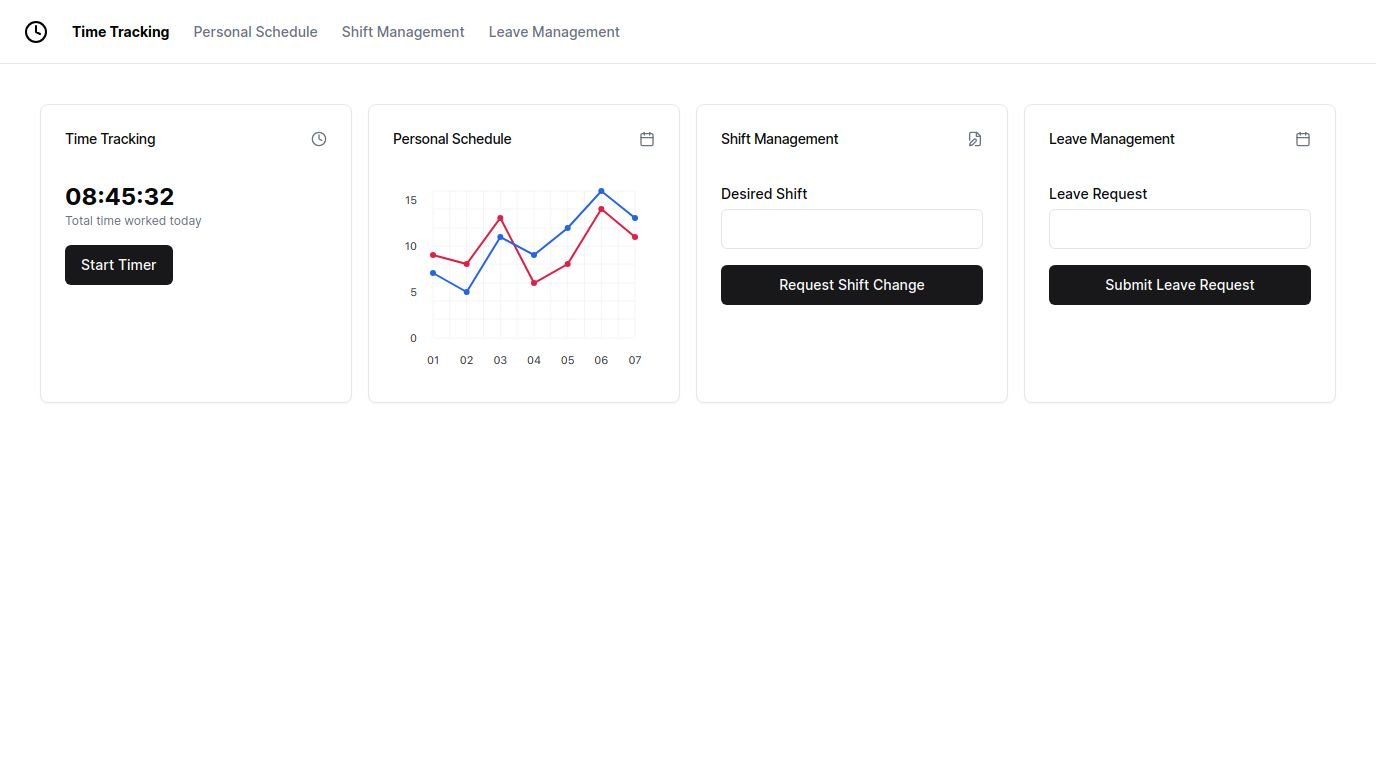 Time Tracking Personal Schedule Shift Management Leave Management
Time Tracking
08:45:32
Total time worked today
Start Timer
Personal Schedule
15
10
5
0
01 02 03 04 05 06 07
Shift Management
Desired Shift
Request Shift Change
Leave Management
Leave Request
Submit Leave Request